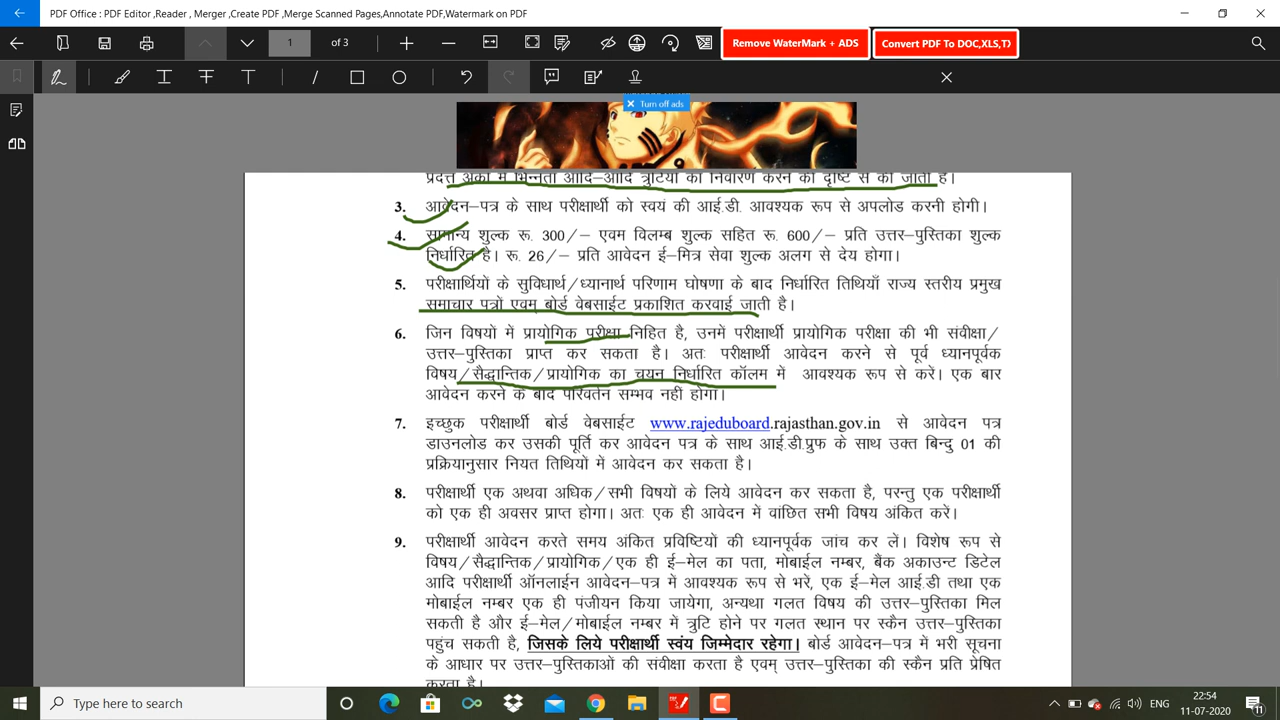 PDF Office : PDF Editor ,Reader , Merger ,Create PDF ,Merge Scanned Pages,Annotate PDF,Watermark on PDF
1 of 3 Remove WaterMark + ADS Convert PDF To DOC,XLS,TX
Turn off ads
प्रदत्त अंकों में भिन्नता आदि–आदि त्रुटियों का निवारण करने की दृष्टि से की जाती है।
3. आवेदन–पत्र के साथ परीक्षार्थी को स्वयं की आई.डी. आवश्यक रूप से अपलोड करनी होगी।
4. सामान्य शुल्क रू. 300/– एवम विलम्ब शुल्क सहित रू. 600/– प्रति उत्तर–पुस्तिका शुल्क
निर्धारित है। रू. 26/– प्रति आवेदन ई–मित्र सेवा शुल्क अलग से देय होगा।
5. परीक्षार्थियों के सुविधार्थ/ध्यानार्थ परिणाम घोषणा के बाद निर्धारित तिथियाँ राज्य स्तरीय प्रमुख
समाचार पत्रों एवम् बोर्ड वेबसाईट प्रकाशित करवाई जाती है।
6. जिन विषयों में प्रायोगिक परीक्षा निहित है, उनमें परीक्षार्थी प्रायोगिक परीक्षा की भी संवीक्षा/
उत्तर–पुस्तिका प्राप्त कर सकता है। अतः परीक्षार्थी आवेदन करने से पूर्व ध्यानपूर्वक
विषय/सैद्धान्तिक/प्रायोगिक का चयन निर्धारित कॉलम में आवश्यक रूप से करें। एक बार
आवेदन करने के बाद परिवर्तन सम्भव नहीं होगा।
7. इच्छुक परीक्षार्थी बोर्ड वेबसाईट www.rajeduboard.rajasthan.gov.in से आवेदन पत्र
डाउनलोड कर उसकी पूर्ति कर आवेदन पत्र के साथ आई.डी.प्रुफ के साथ उक्त बिन्दु 01 की
प्रक्रियानुसार नियत तिथियों में आवेदन कर सकता है।
8. परीक्षार्थी एक अथवा अधिक/सभी विषयों के लिये आवेदन कर सकता है, परन्तु एक परीक्षार्थी
को एक ही अवसर प्राप्त होगा। अतः एक ही आवेदन में वांछित सभी विषय अंकित करें।
9. परीक्षार्थी आवेदन करते समय अंकित प्रविष्टियों की ध्यानपूर्वक जांच कर लें। विशेष रूप से
विषय/सैद्धान्तिक/प्रायोगिक/एक ही ई–मेल का पता, मोबाईल नम्बर, बैंक अकाउन्ट डिटेल
आदि परीक्षार्थी ऑनलाईन आवेदन–पत्र में आवश्यक रूप से भरें, एक ई–मेल आई.डी तथा एक
मोबाईल नम्बर एक ही पंजीयन किया जायेगा, अन्यथा गलत विषय की उत्तर–पुस्तिका मिल
सकती है और ई–मेल/मोबाईल नम्बर में त्रुटि होने पर गलत स्थान पर स्कैन उत्तर–पुस्तिका
पहुंच सकती है, जिसके लिये परीक्षार्थी स्वंय जिम्मेदार रहेगा। बोर्ड आवेदन–पत्र में भरी सूचना
के आधार पर उत्तर–पुस्तिकाओं की संवीक्षा करता है एवम् उत्तर–पुस्तिका की स्कैन प्रति प्रेषित
करता है।
Type here to search
ENG 22:54
11-07-2020
11